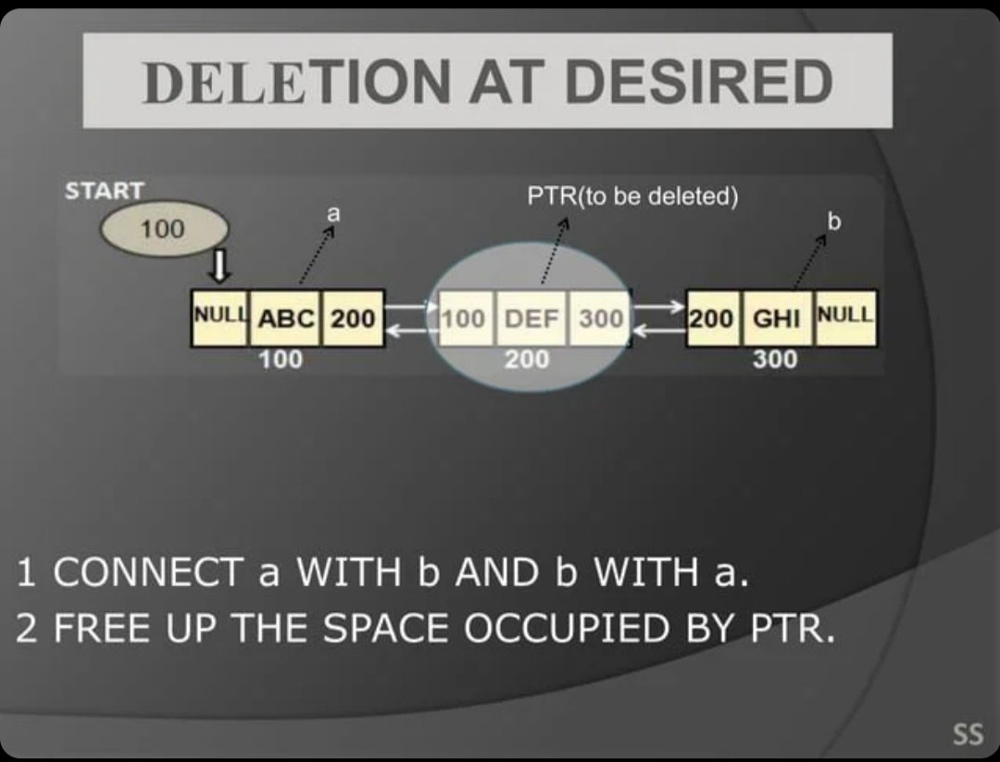 DELETION AT DESIRED
START
100
a
PTR(to be deleted)
b
NULL ABC 200
100 DEF 300
200 GHI NULL
100
200
300
1 CONNECT a WITH b AND b WITH a.
2 FREE UP THE SPACE OCCUPIED BY PTR.
SS